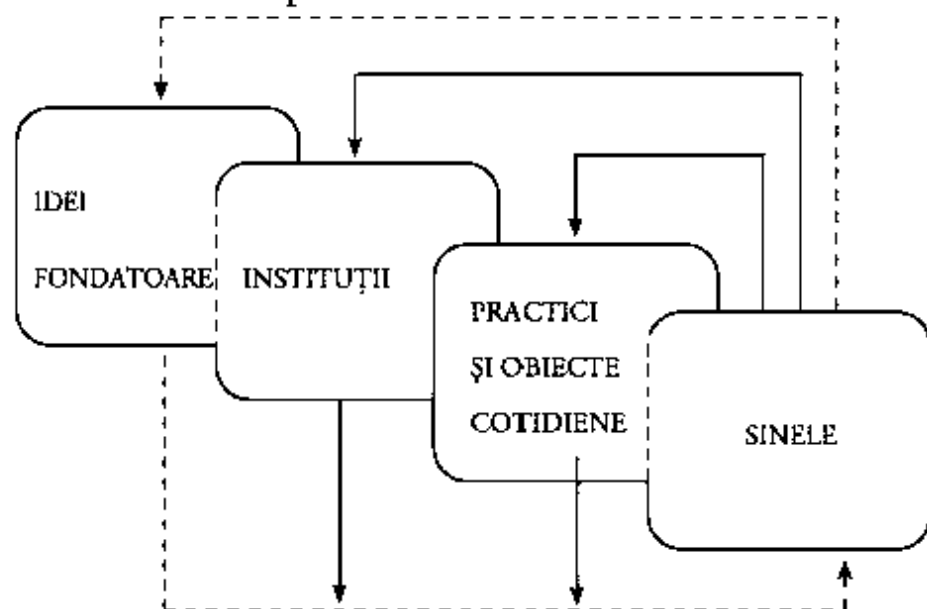 IDEI
FONDATOARE
INSTITUȚII
PRACTICI
ȘI OBIECTE
COTIDIENE
SINELE